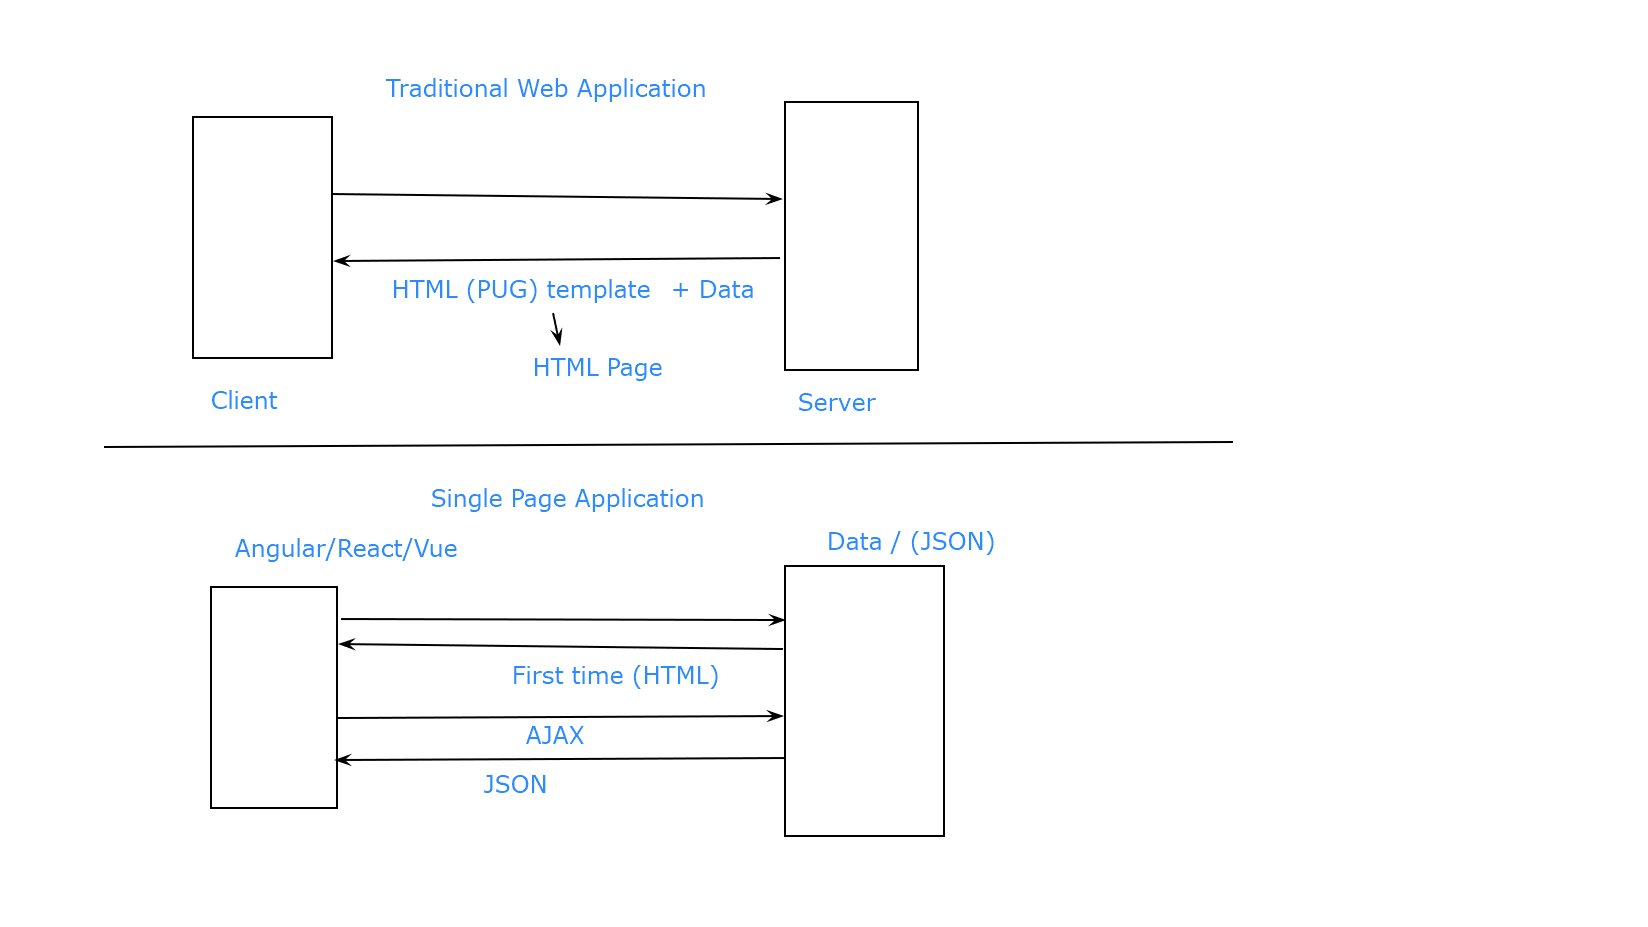 Traditional Web Application
HTML (PUG) template + Data
HTML Page
Client
Server
Single Page Application
Angular/React/Vue
Data / (JSON)
First time (HTML)
AJAX
JSON